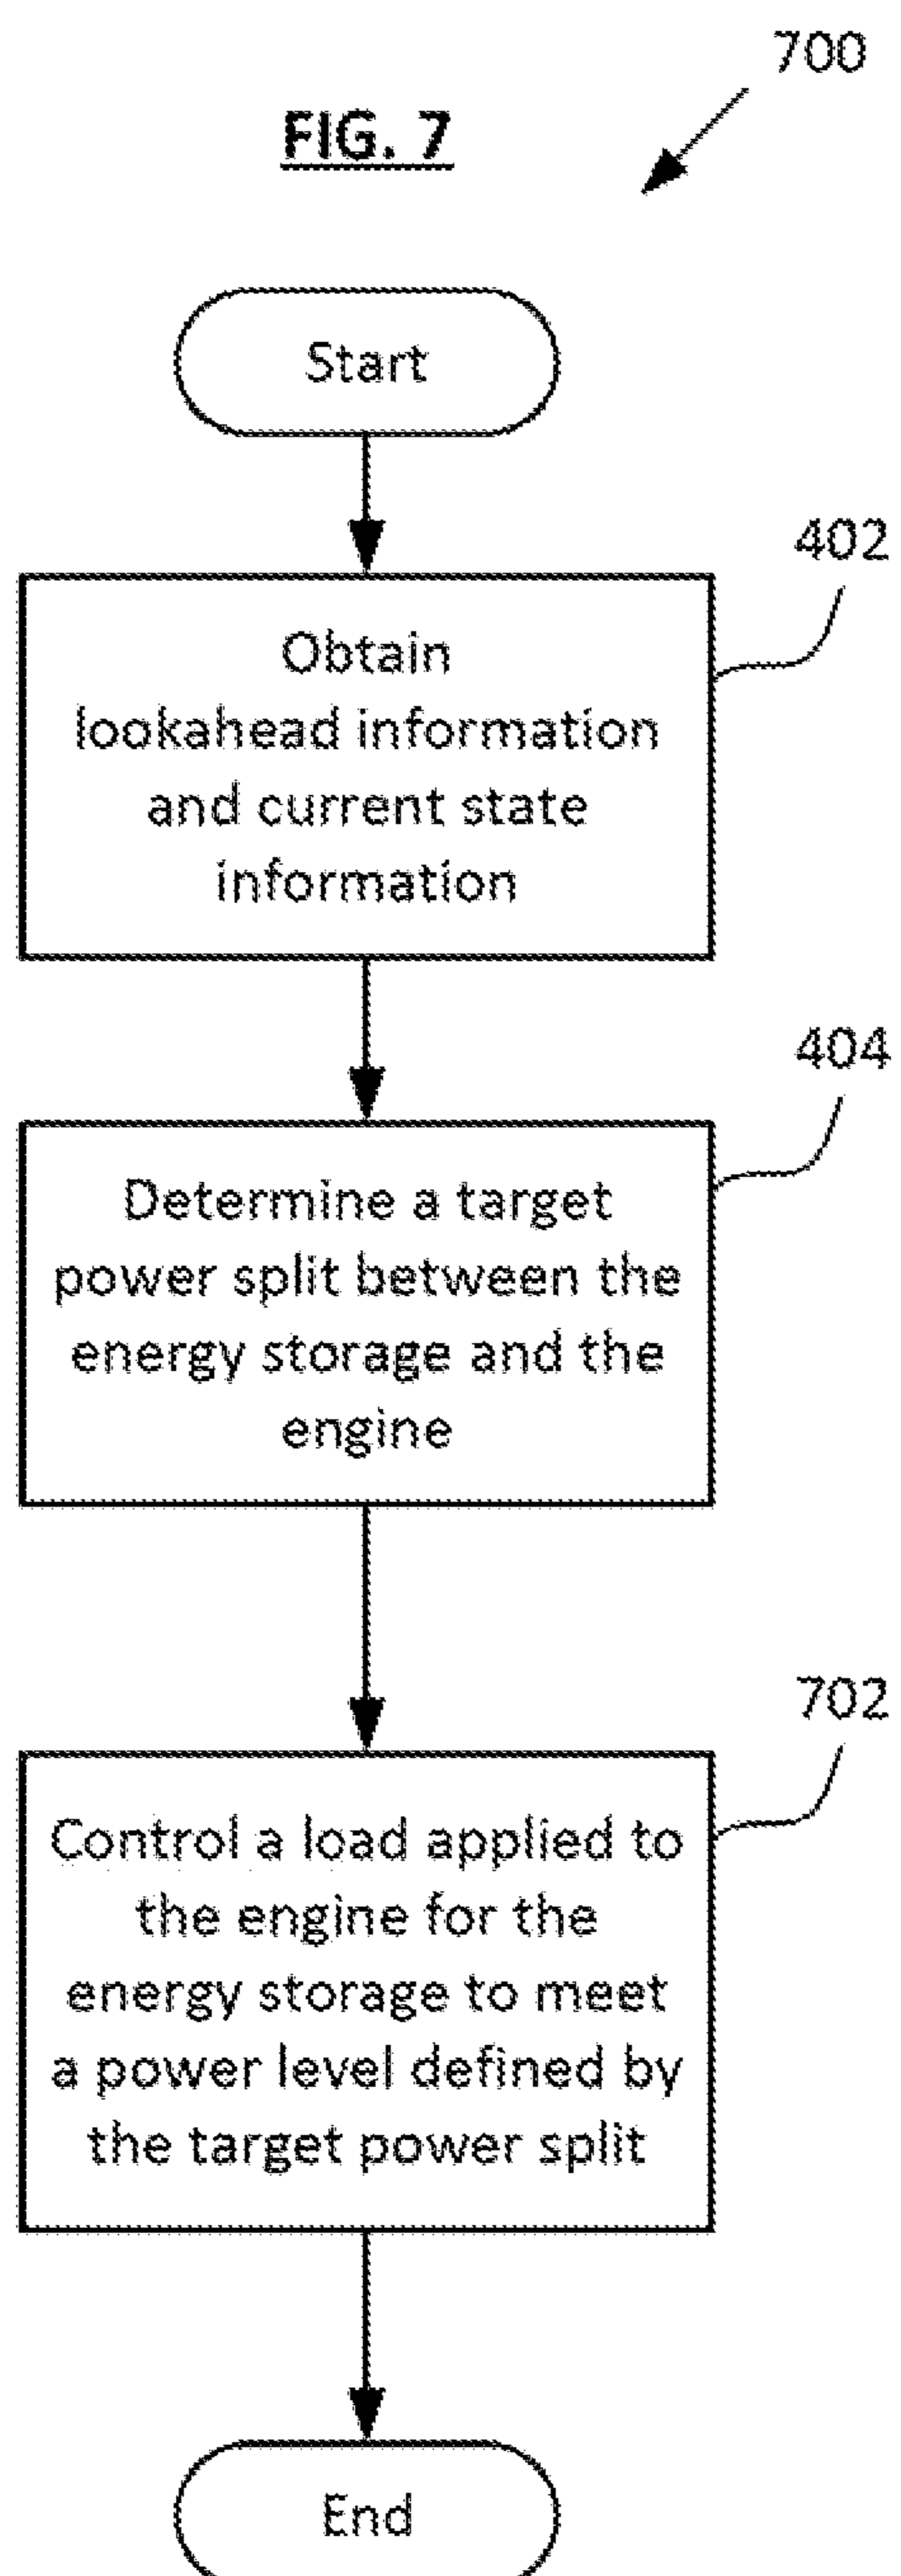 700
FIG. 7
Start
402
Obtain
lookahead information
and current state
information
404
Determine a target
power split between the
energy storage and the
engine
702
Control a load applied to
the engine for the
energy storage to meet
a power level defined by
the target power split
End